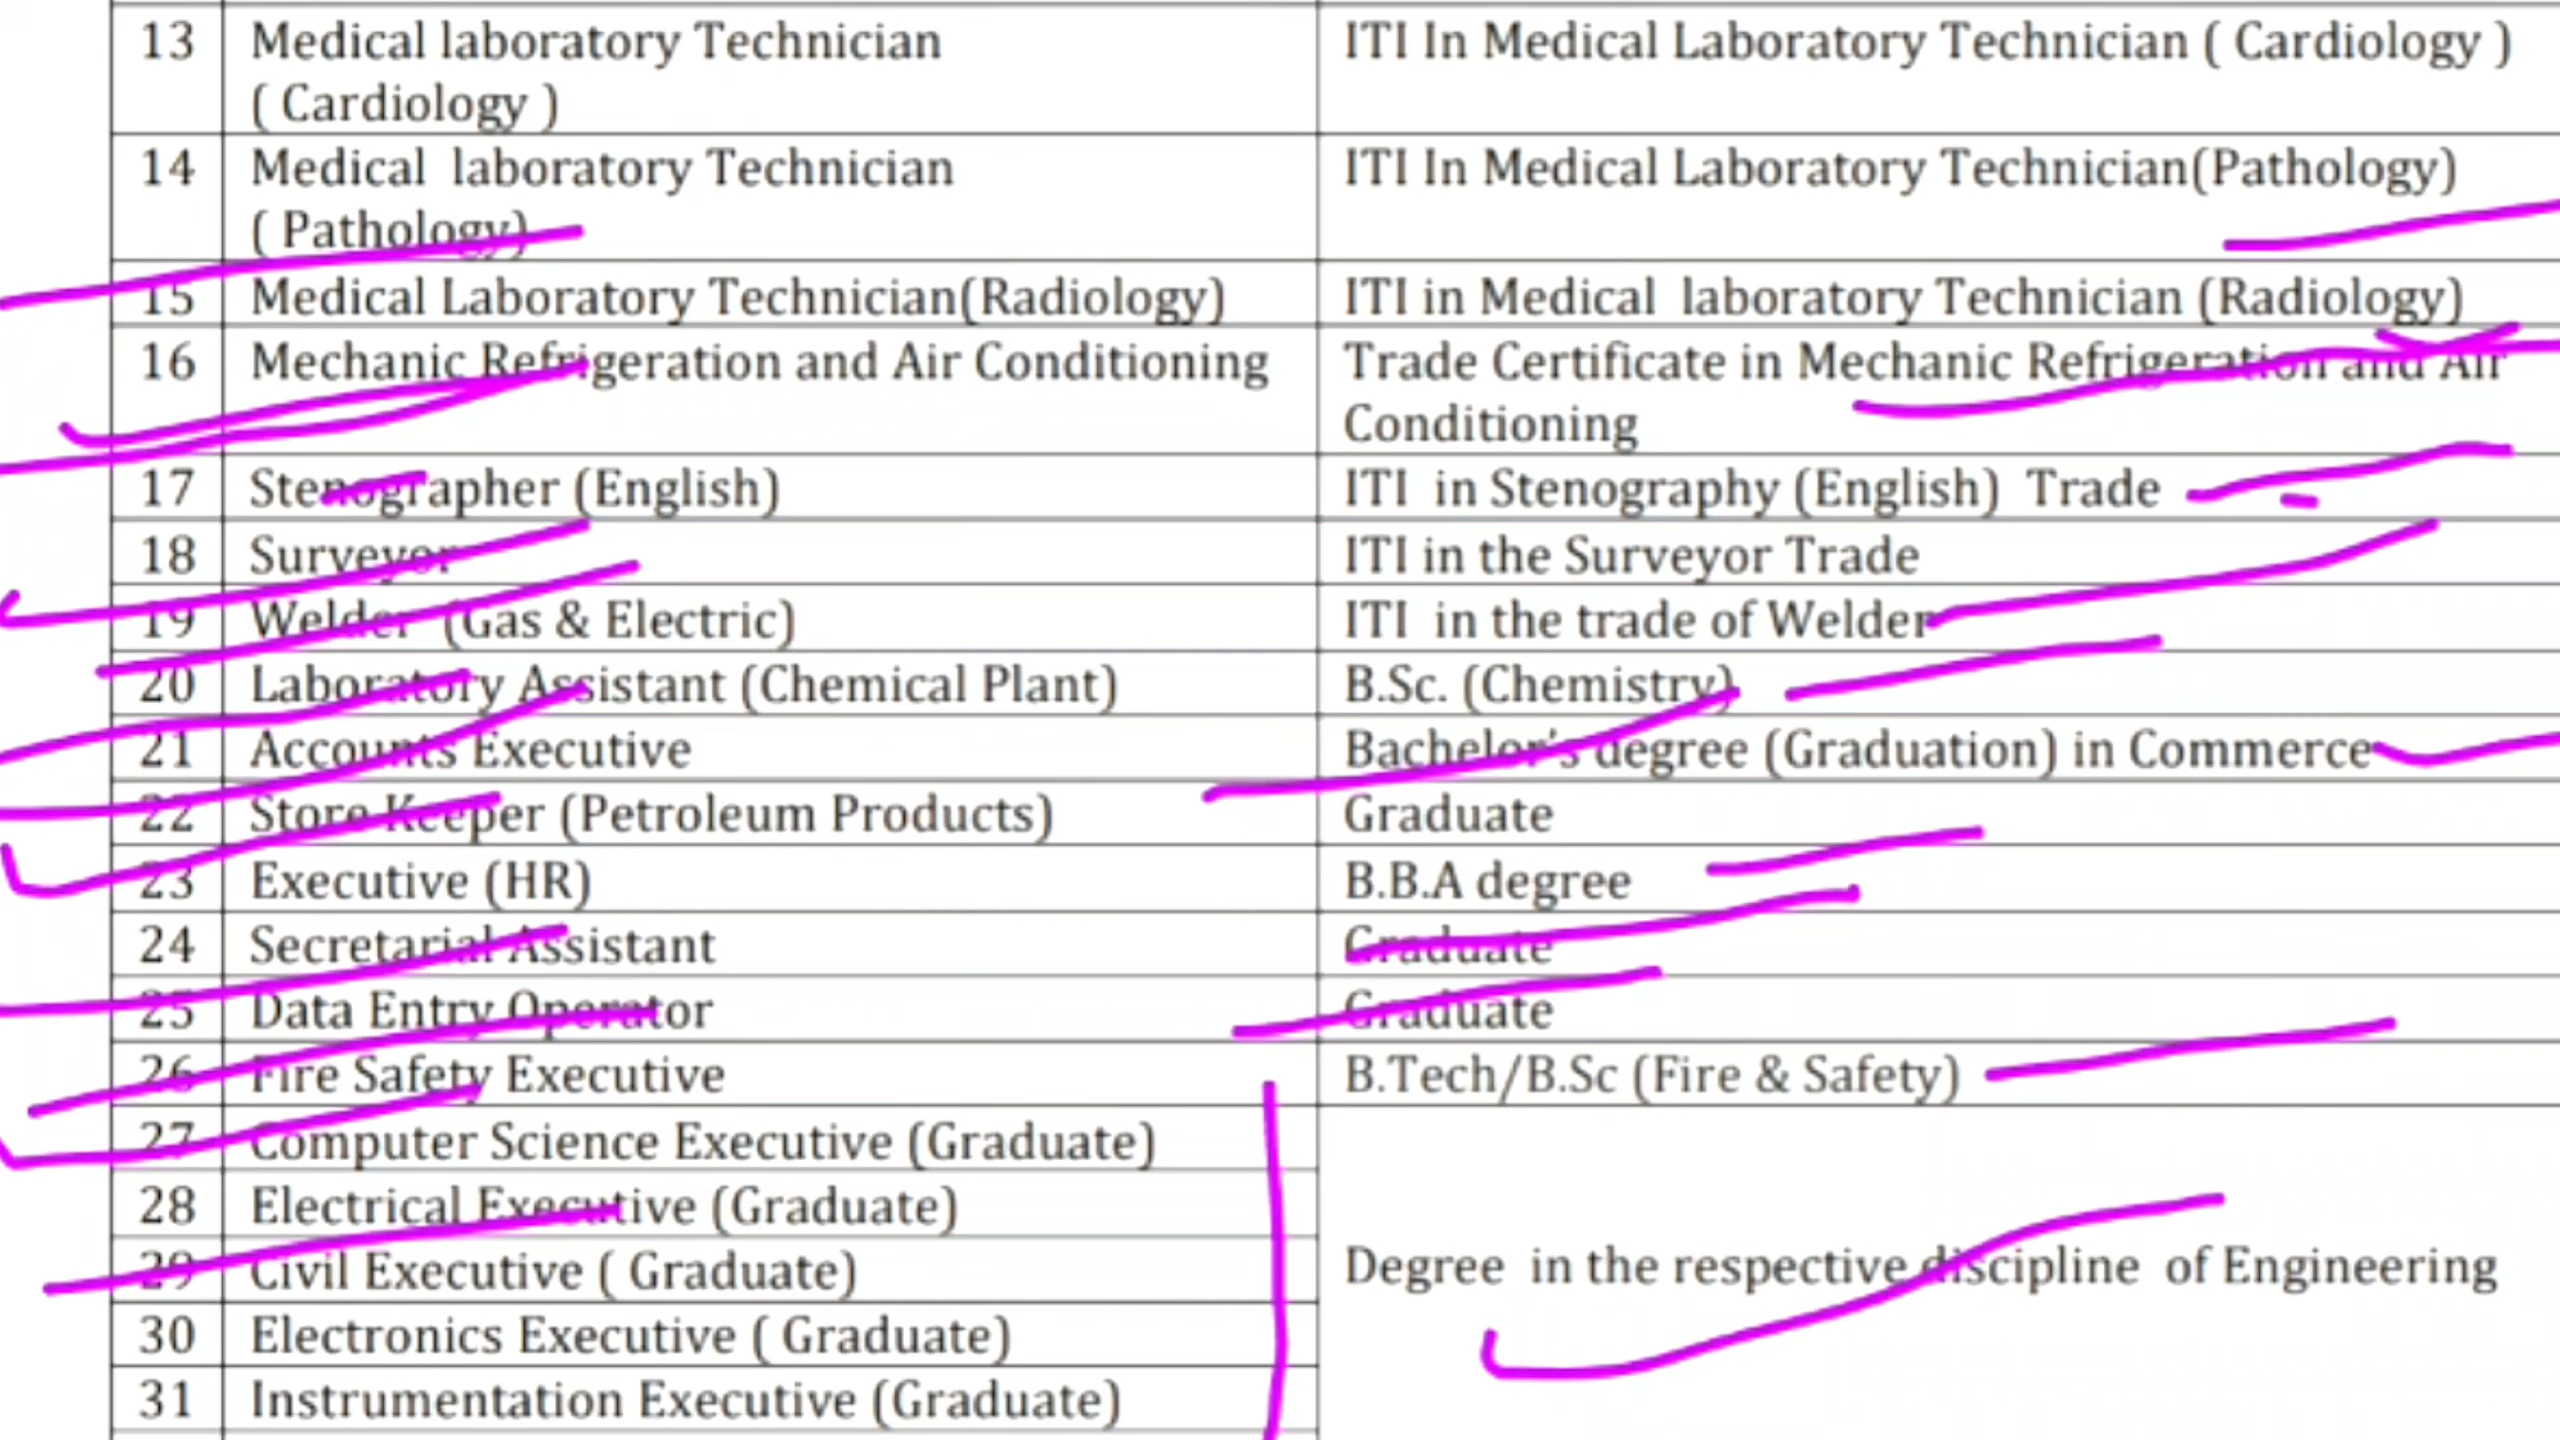 13 Medical laboratory Technician ITI In Medical Laboratory Technician ( Cardiology )
( Cardiology )
14 Medical laboratory Technician ITI In Medical Laboratory Technician(Pathology)
( Pathology)
15 Medical Laboratory Technician(Radiology) ITI in Medical laboratory Technician (Radiology)
16 Mechanic Refrigeration and Air Conditioning Trade Certificate in Mechanic Refrigeration and Air
Conditioning
17 Stenographer (English) ITI in Stenography (English) Trade
18 Surveyor ITI in the Surveyor Trade
19 Welder (Gas & Electric) ITI in the trade of Welder
20 Laboratory Assistant (Chemical Plant) B.Sc. (Chemistry)
21 Accounts Executive Bachelor's degree (Graduation) in Commerce
22 Store Keeper (Petroleum Products) Graduate
23 Executive (HR) B.B.A degree
24 Secretarial Assistant Graduate
25 Data Entry Operator Graduate
26 Fire Safety Executive B.Tech/B.Sc (Fire & Safety)
27 Computer Science Executive (Graduate)
28 Electrical Executive (Graduate)
29 Civil Executive ( Graduate) Degree in the respective discipline of Engineering
30 Electronics Executive ( Graduate)
31 Instrumentation Executive (Graduate)